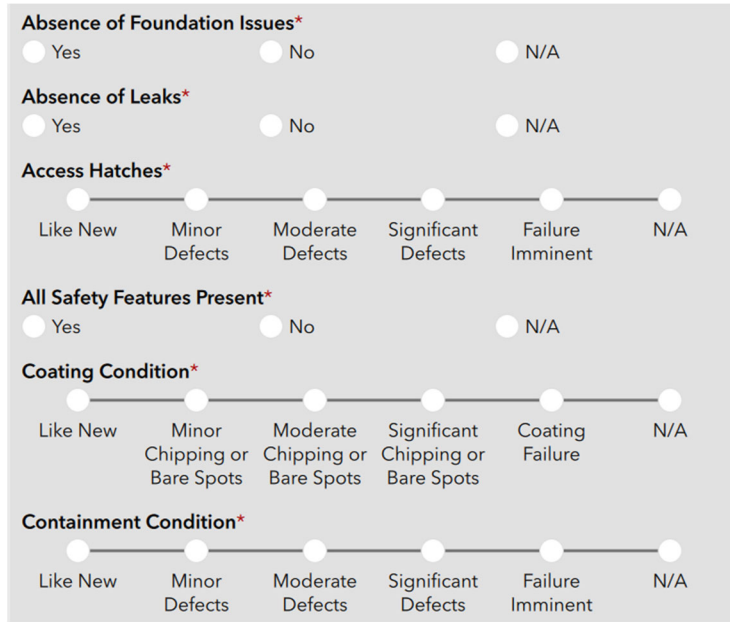 Absence of Foundation Issues*
Yes No N/A
Absence of Leaks*
Yes No N/A
Access Hatches*
Like New Minor Moderate Significant Failure N/A
Defects Defects Defects Imminent
All Safety Features Present*
Yes No N/A
Coating Condition*
Like New Minor Moderate Significant Coating N/A
Chipping or Chipping or Chipping or Failure
Bare Spots Bare Spots Bare Spots
Containment Condition*
Like New Minor Moderate Significant Failure N/A
Defects Defects Defects Imminent